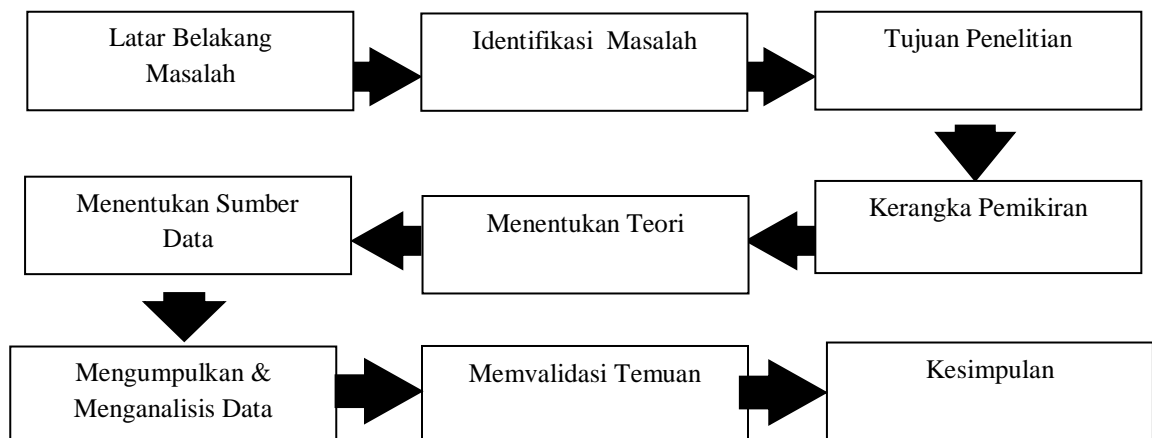 Latar Belakang
Masalah
Identifikasi  Masalah
Tujuan Penelitian
Kerangka Pemikiran
Menentukan Teori
Menentukan Sumber
Data
Mengumpulkan &
Menganalisis Data
Memvalidasi Temuan
Kesimpulan